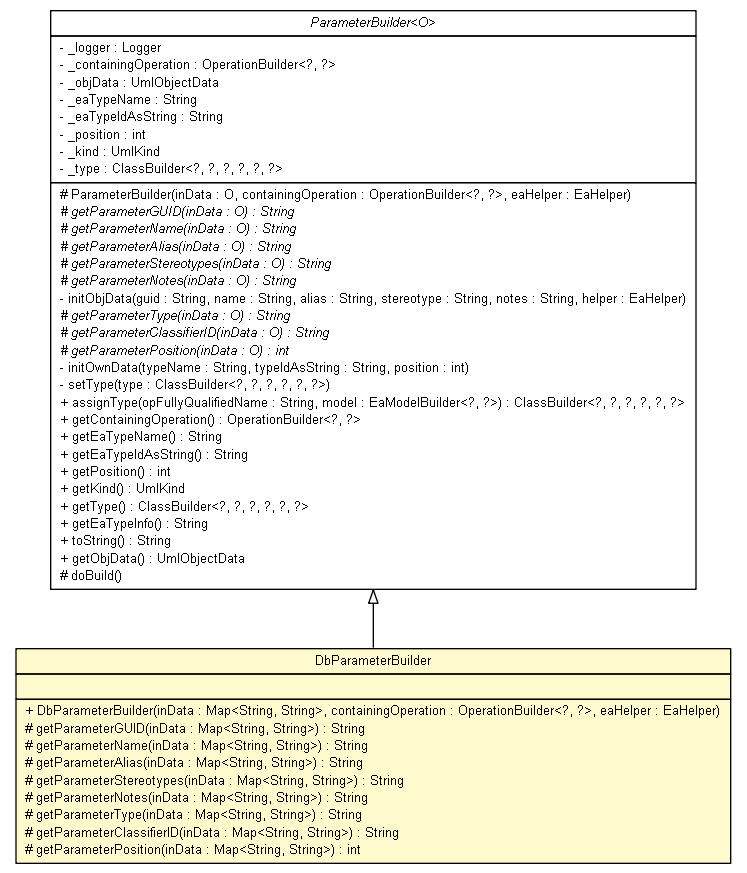 ParameterBuilder<O>
- _logger : Logger
- _containingOperation : OperationBuilder<?, ?>
- _objData : UmlObjectData
- _eaTypeName : String
- _eaTypeIdAsString : String
- _position : int
- _kind : UmlKind
- _type : ClassBuilder<?, ?, ?, ?, ?, ?>
# ParameterBuilder(inData : O, containingOperation : OperationBuilder<?, ?>, eaHelper : EaHelper)
# getParameterGUID(inData : O) : String
# getParameterName(inData : O) : String
# getParameterAlias(inData : O) : String
# getParameterStereotypes(inData : O) : String
# getParameterNotes(inData : O) : String
- initObjData(guid : String, name : String, alias : String, stereotype : String, notes : String, helper : EaHelper)
# getParameterType(inData : O) : String
# getParameterClassifierID(inData : O) : String
# getParameterPosition(inData : O) : int
- initOwnData(typeName : String, typeIdAsString : String, position : int)
- setType(type : ClassBuilder<?, ?, ?, ?, ?, ?>)
+ assignType(opFullyQualifiedName : String, model : EaModelBuilder<?, ?>) : ClassBuilder<?, ?, ?, ?, ?, ?>
+ getContainingOperation() : OperationBuilder<?, ?>
+ getEaTypeName() : String
+ getEaTypeIdAsString() : String
+ getPosition() : int
+ getKind() : UmlKind
+ getType() : ClassBuilder<?, ?, ?, ?, ?, ?>
+ getEaTypeInfo() : String
+ toString() : String
+ getObjData() : UmlObjectData
# doBuild()
DbParameterBuilder
+ DbParameterBuilder(inData : Map<String, String>, containingOperation : OperationBuilder<?, ?>, eaHelper : EaHelper)
# getParameterGUID(inData : Map<String, String>) : String
# getParameterName(inData : Map<String, String>) : String
# getParameterAlias(inData : Map<String, String>) : String
# getParameterStereotypes(inData : Map<String, String>) : String
# getParameterNotes(inData : Map<String, String>) : String
# getParameterType(inData : Map<String, String>) : String
# getParameterClassifierID(inData : Map<String, String>) : String
# getParameterPosition(inData : Map<String, String>) : int